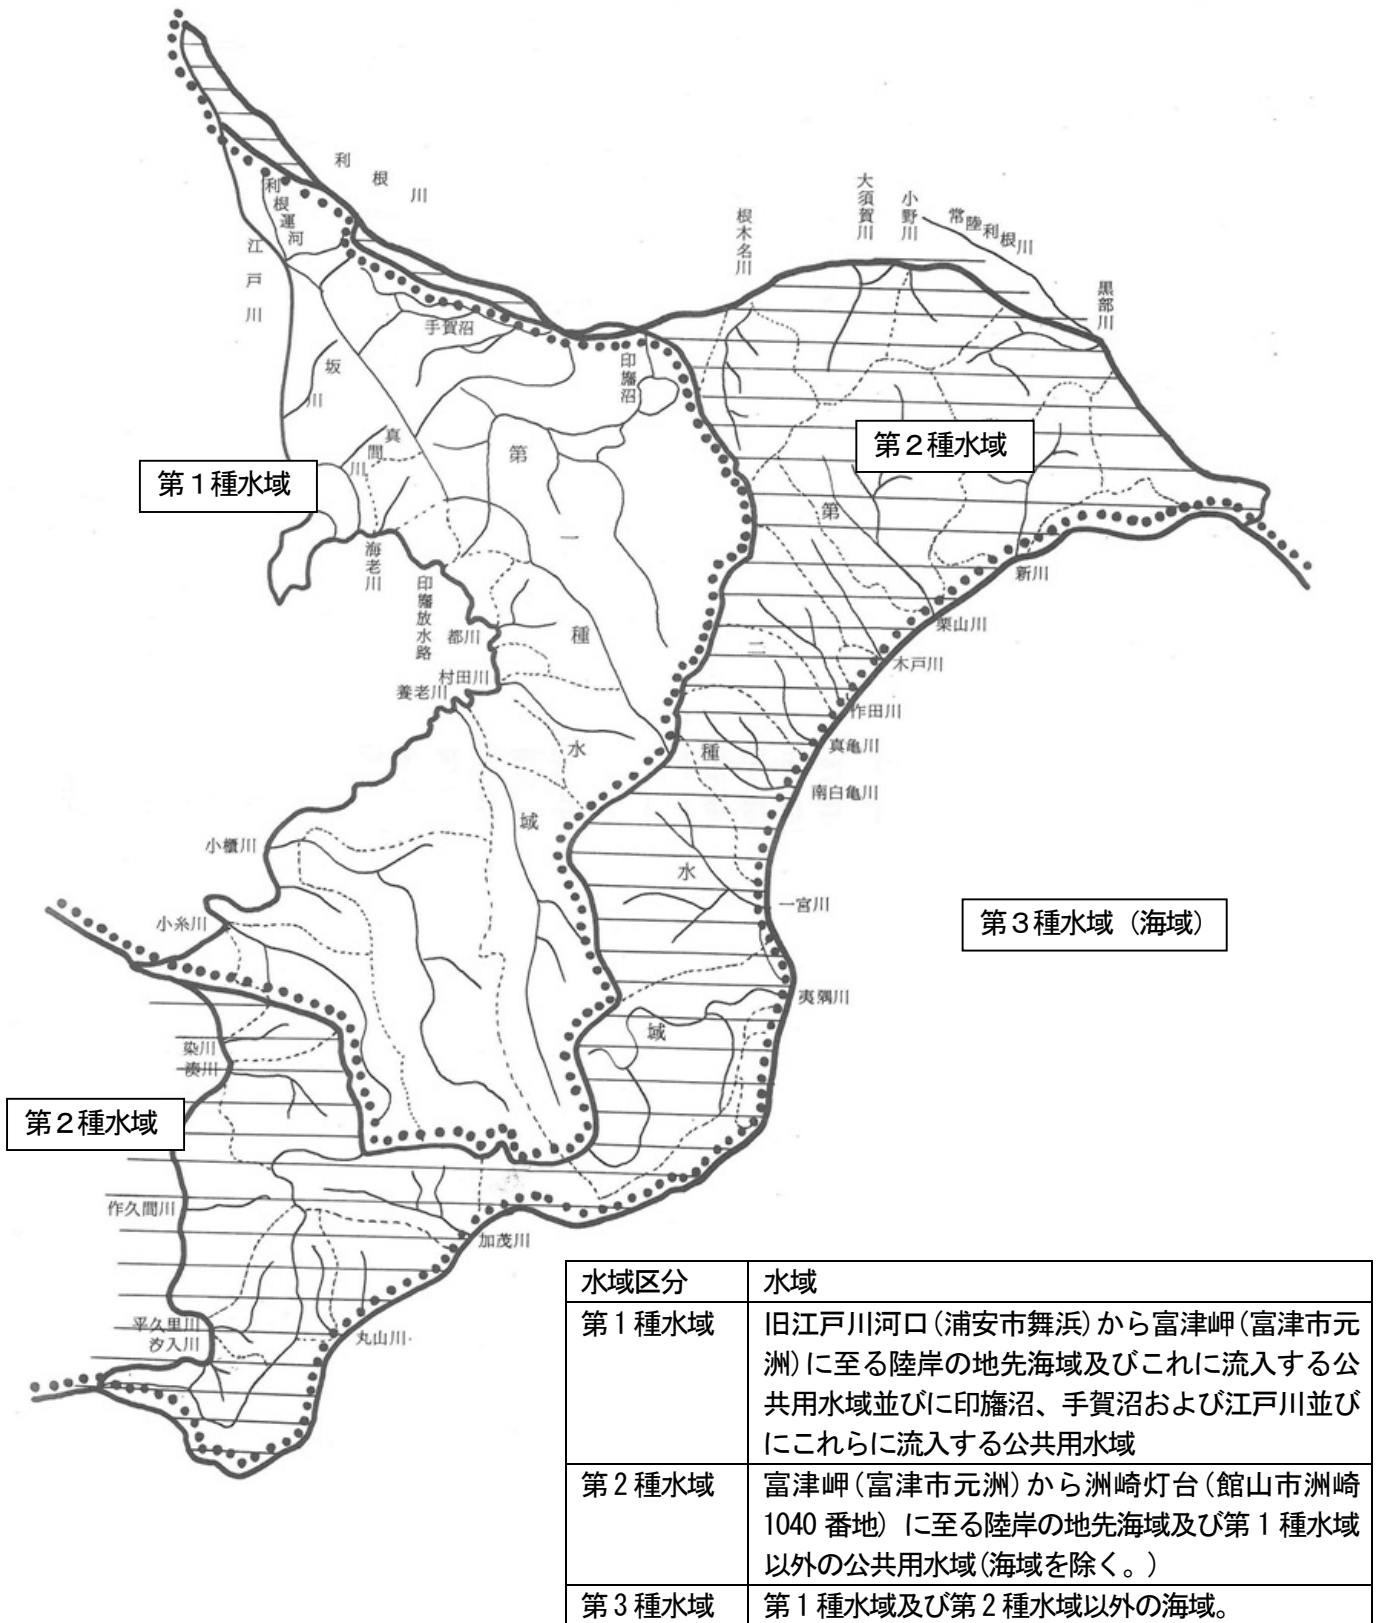 利根川
利根運河
江戸川
手賀沼
坂川
真間川
印旛沼
根木名川
大須賀川
小野川
常陸利根川
黒部川
第2種水域
第1種水域
第一種水域
第二種水域
海老川
印旛放水路
都川
村田川
養老川
新川
栗山川
木戸川
作田川
真亀川
南白亀川
小櫃川
一宮川
第3種水域（海域）
小糸川
夷隅川
染川
湊川
第2種水域
作久間川
加茂川
平久里川
汐入川
丸山川
水域区分 水域
第1種水域 旧江戸川河口（浦安市舞浜）から富津岬（富津市元
洲）に至る陸岸の地先海域及びこれに流入する公
共用水域並びに印旛沼、手賀沼および江戸川並び
にこれらに流入する公共用水域
第2種水域 富津岬（富津市元洲）から洲崎灯台（館山市洲崎
1040 番地）に至る陸岸の地先海域及び第1種水域
以外の公共用水域（海域を除く。）
第3種水域 第1種水域及び第2種水域以外の海域。